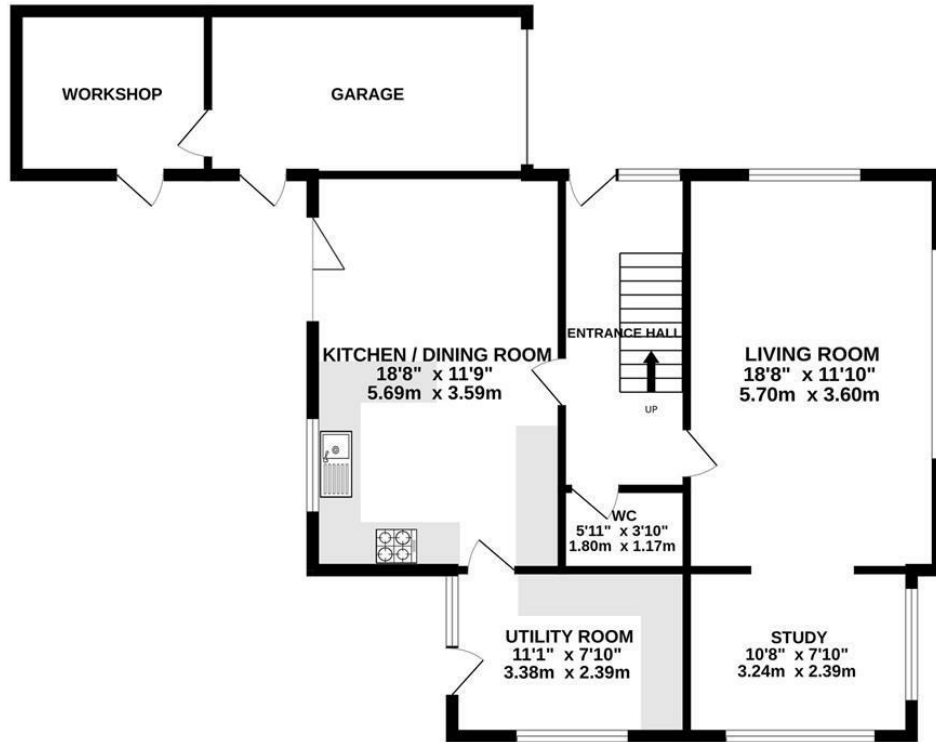 WORKSHOP
GARAGE
KITCHEN / DINING ROOM
18'8" x 11'9"
5.69m x 3.59m
ENTRANCE HALL
UP
LIVING ROOM
18'8" x 11'10"
5.70m x 3.60m
WC
5'11" x 3'10"
1.80m x 1.17m
UTILITY ROOM
11'1" x 7'10"
3.38m x 2.39m
STUDY
10'8" x 7'10"
3.24m x 2.39m